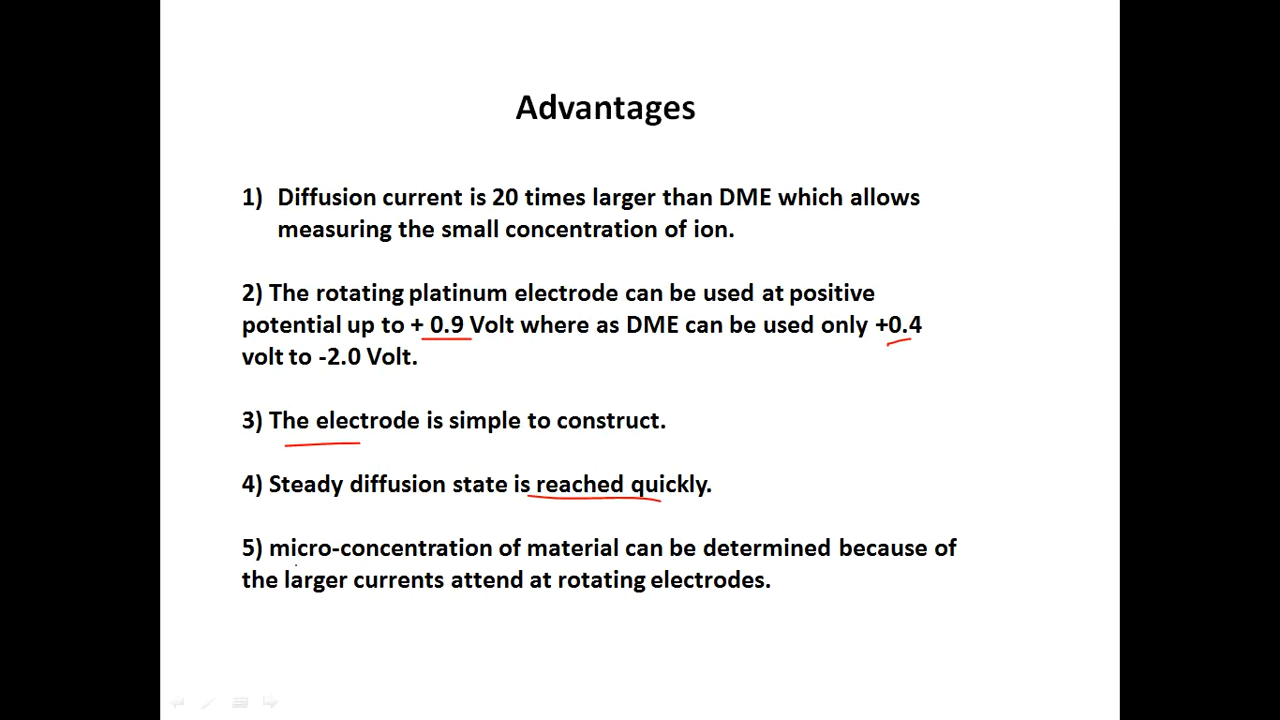 Advantages
1) Diffusion current is 20 times larger than DME which allows
measuring the small concentration of ion.
2) The rotating platinum electrode can be used at positive
potential up to + 0.9 Volt where as DME can be used only +0.4
volt to -2.0 Volt.
3) The electrode is simple to construct.
4) Steady diffusion state is reached quickly.
5) micro-concentration of material can be determined because of
the larger currents attend at rotating electrodes.